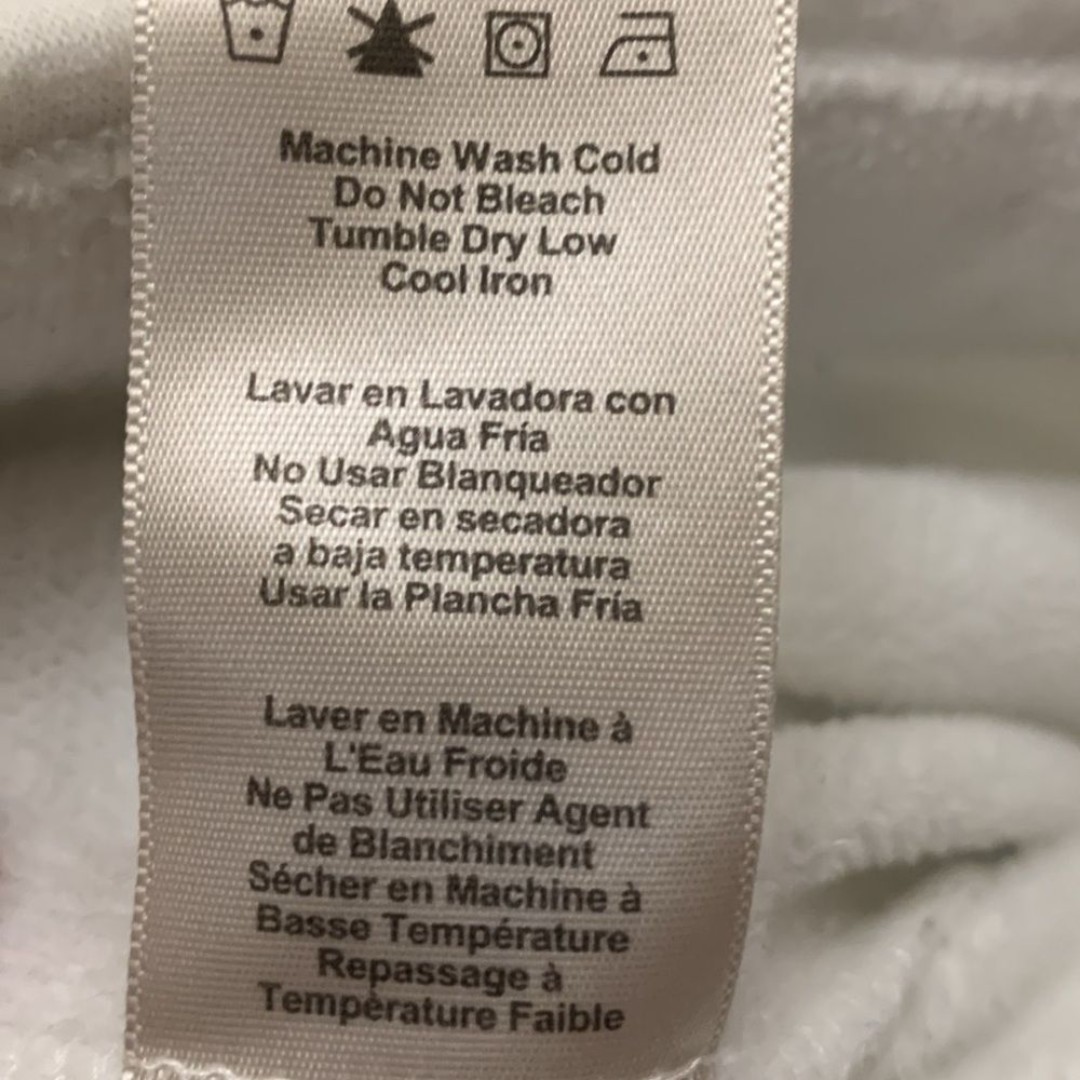 Machine Wash Cold
Do Not Bleach
Tumble Dry Low
Cool Iron
Lavar en Lavadora con
Agua Fría
No Usar Blanqueador
Secar en secadora
a baja temperatura
Usar la Plancha Fría
Laver en Machine à
L'Eau Froide
Ne Pas Utiliser Agent
de Blanchiment
Sécher en Machine à
Basse Température
Repassage à
Température Faible